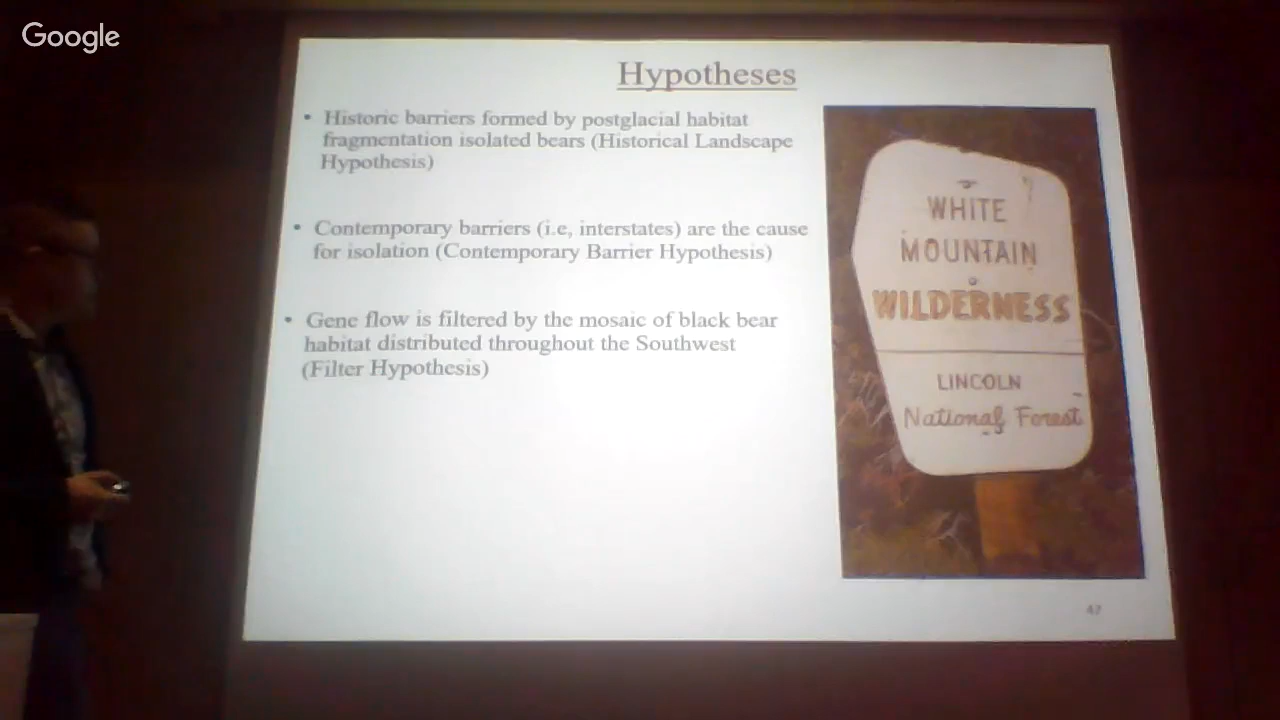 Google
Hypotheses
• Historic barriers formed by postglacial habitat
fragmentation isolated bears (Historical Landscape
Hypothesis)
• Contemporary barriers (i.e, interstates) are the cause
for isolation (Contemporary Barrier Hypothesis)
• Gene flow is filtered by the mosaic of black bear
habitat distributed throughout the Southwest
(Filter Hypothesis)
WHITE
MOUNTAIN
WILDERNESS
LINCOLN
National Forest